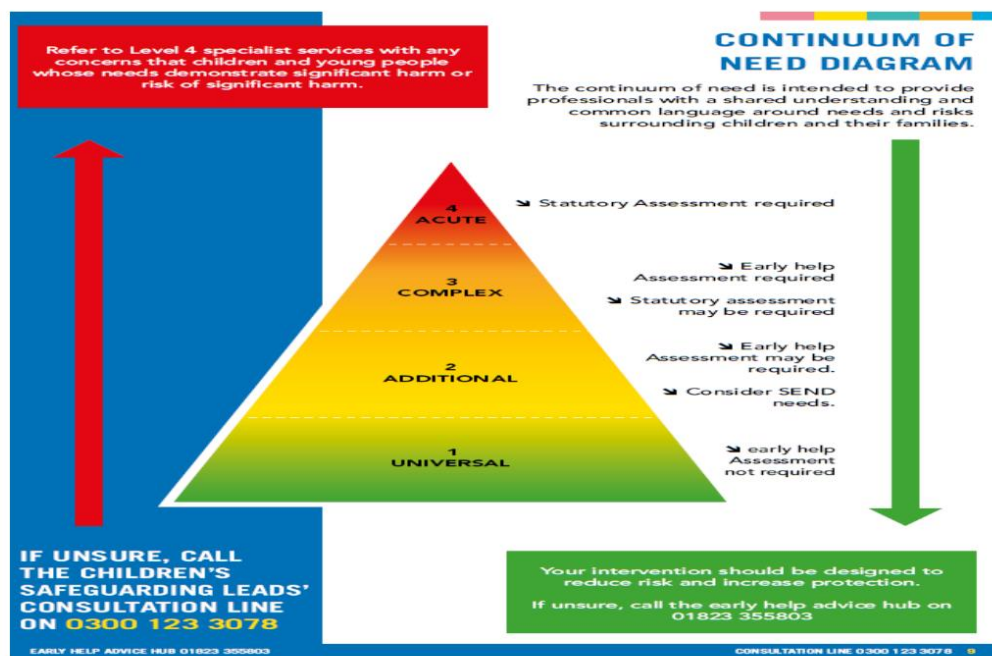 Refer to Level 4 specialist services with any
concerns that children and young people
whose needs demonstrate significant harm or
risk of significant harm.
CONTINUUM OF
NEED DIAGRAM
The continuum of need is intended to provide
professionals with a shared understanding and
common language around needs and risks
surrounding children and their families.
4
ACUTE
↘ Statutory Assessment required
3
COMPLEX
↘ Early help
Assessment required
↘ Statutory assessment
may be required
2
ADDITIONAL
↘ Early help
Assessment may be
required.
↘ Consider SEND
needs.
1
UNIVERSAL
↘ early help
Assessment
not required
IF UNSURE, CALL
THE CHILDREN'S
SAFEGUARDING LEADS'
CONSULTATION LINE
ON 0300 123 3078
Your intervention should be designed to
reduce risk and increase protection.
If unsure, call the early help advice hub on
01823 355803
EARLY HELP ADVICE HUB 01823 355803
CONSULTATION LINE 0300 123 3078 9